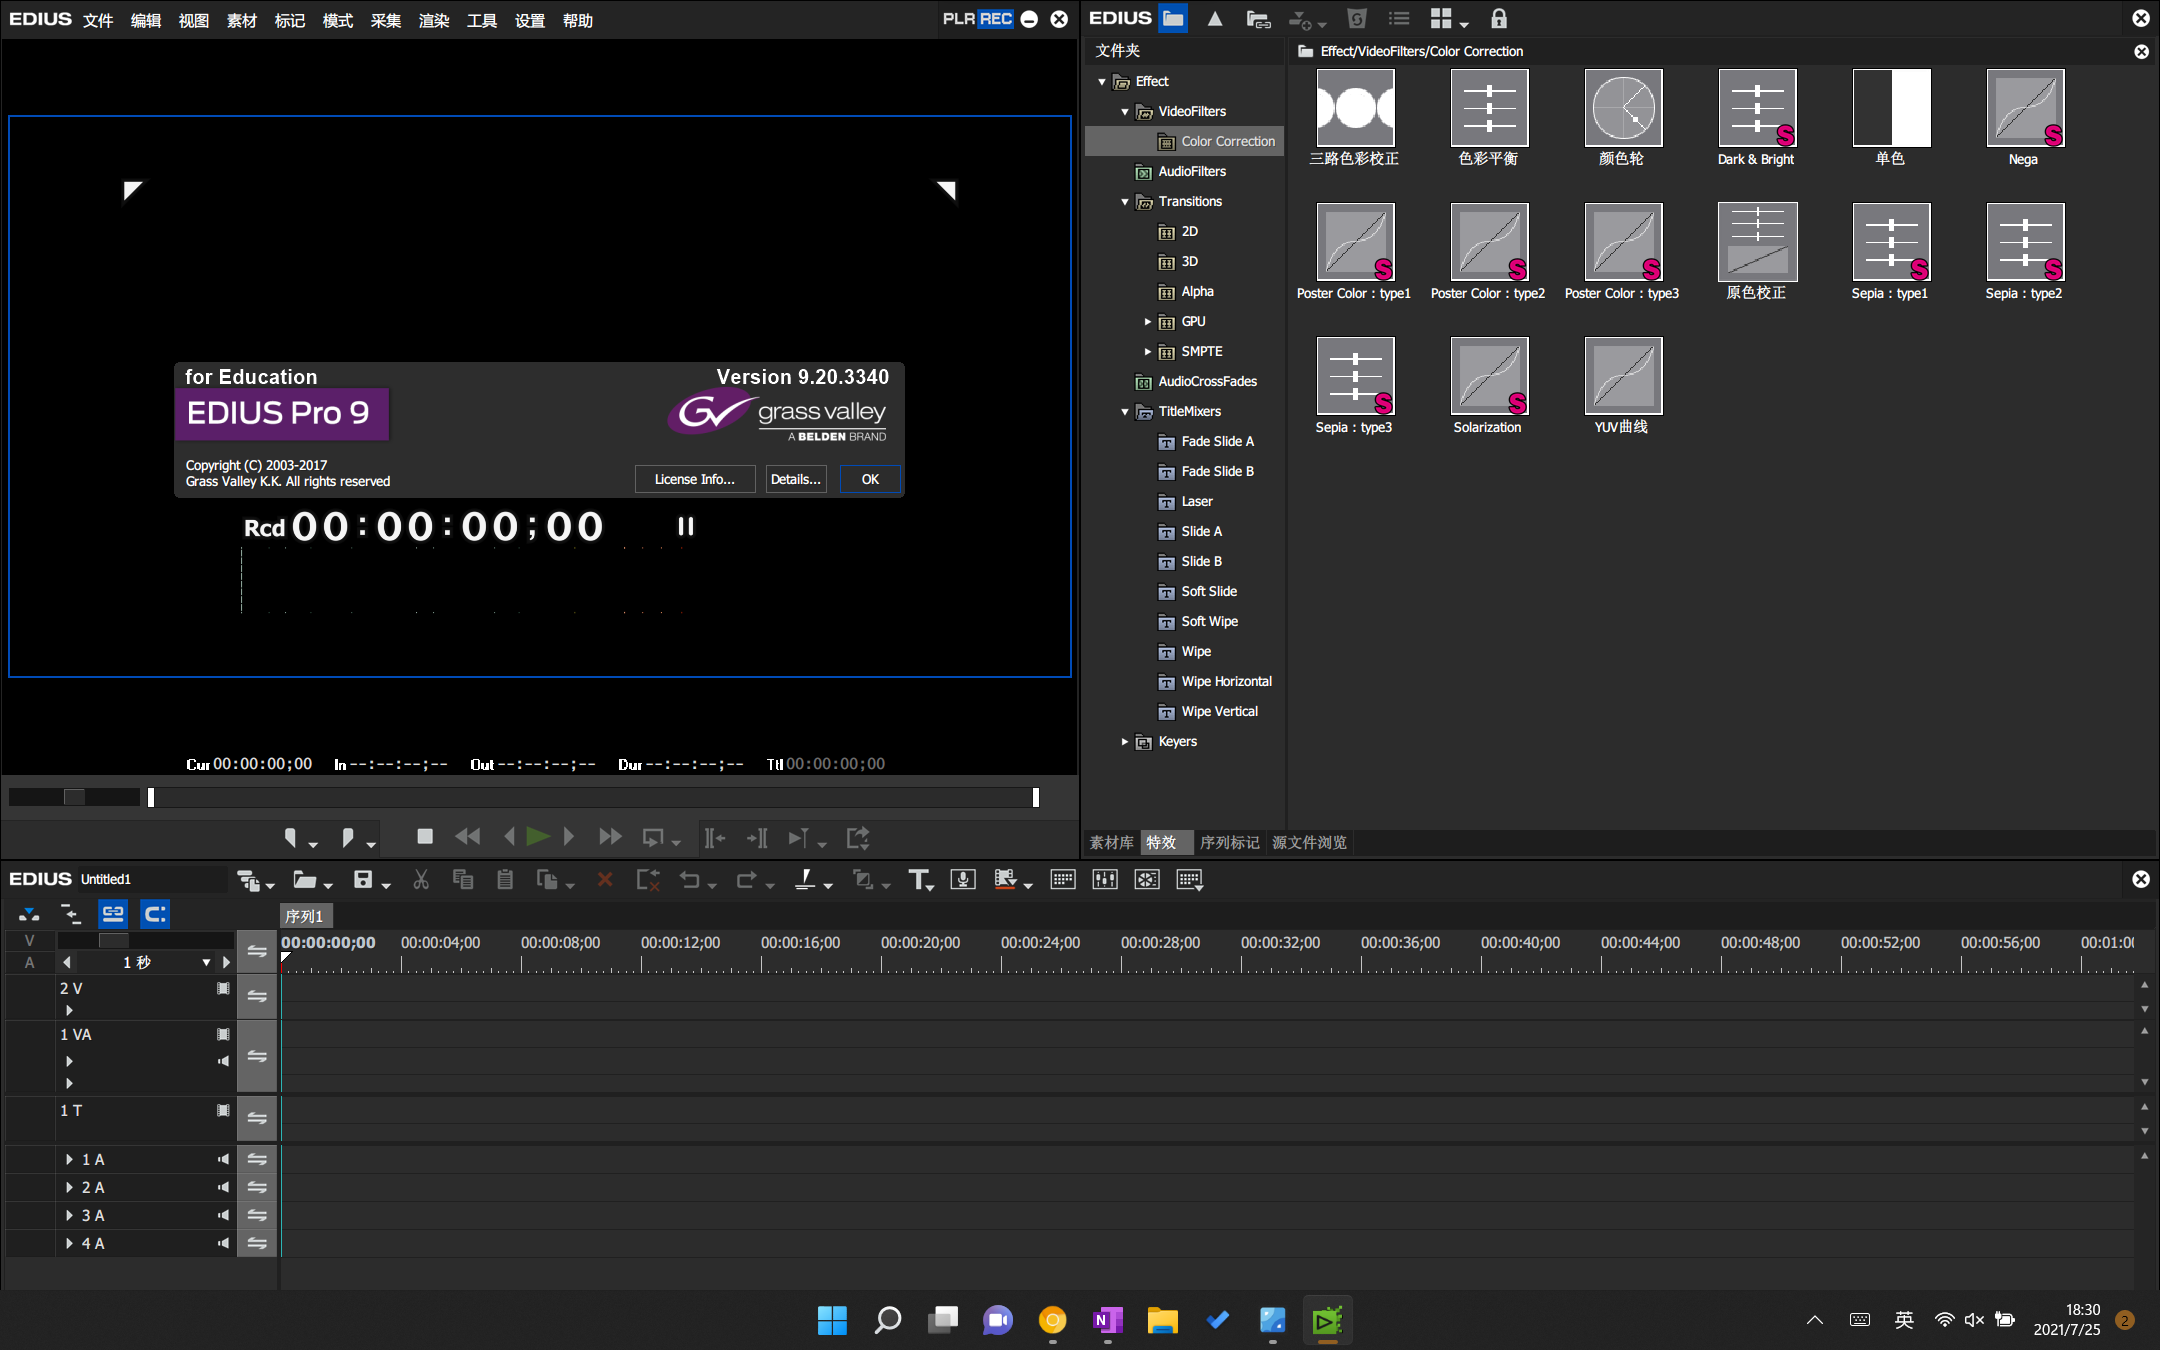 EDIUS 文件 编辑 视图 素材 标记 模式 采集 渲染 工具 设置 帮助
PLR REC
for Education
Version 9.20.3340
EDIUS Pro 9
GV grass valley
A BELDEN BRAND
Copyright (C) 2003-2017
Grass Valley K.K. All rights reserved
License Info...
Details...
OK
Rcd 00:00:00;00
Cur 00:00:00;00 In --:--:--;-- Out --:--:--;-- Dur --:--:--;-- Ttl 00:00:00;00
EDIUS
文件夹
Effect/VideoFilters/Color Correction
Effect
VideoFilters
Color Correction
AudioFilters
Transitions
2D
3D
Alpha
GPU
SMPTE
AudioCrossFades
TitleMixers
Fade Slide A
Fade Slide B
Laser
Slide A
Slide B
Soft Slide
Soft Wipe
Wipe
Wipe Horizontal
Wipe Vertical
Keyers
三路色彩校正 色彩平衡 颜色轮 Dark & Bright 单色 Nega
Poster Color : type1 Poster Color : type2 Poster Color : type3 原色校正 Sepia : type1 Sepia : type2
Sepia : type3 Solarization YUV曲线
素材库 特效 序列标记 源文件浏览
EDIUS Untitled1
序列1
V
A
1 秒
00:00:00;00 00:00:04;00 00:00:08;00 00:00:12;00 00:00:16;00 00:00:20;00 00:00:24;00 00:00:28;00 00:00:32;00 00:00:36;00 00:00:40;00 00:00:44;00 00:00:48;00 00:00:52;00 00:00:56;00 00:01:0
2 V
1 VA
1 T
1 A
2 A
3 A
4 A
英
18:30
2021/7/25
2